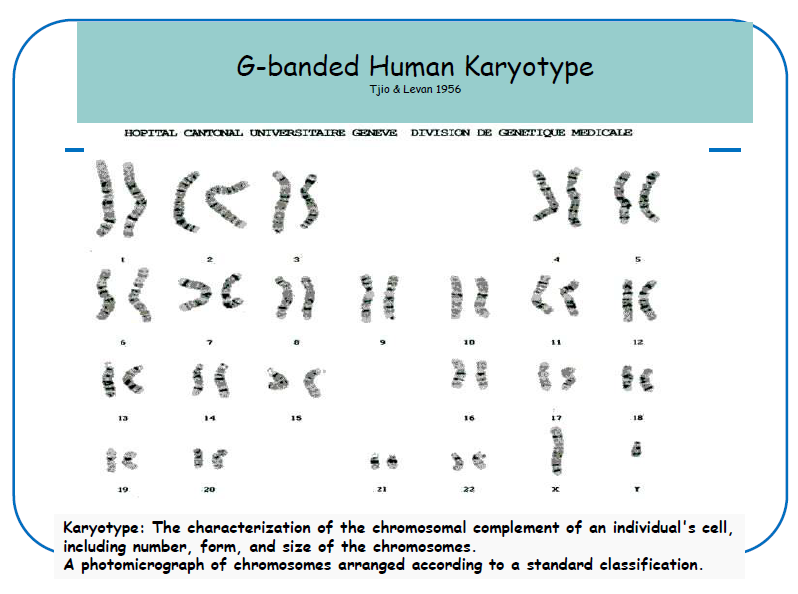 G-banded Human Karyotype
Tjio & Levan 1956
HOPITAL CANTONAL UNIVERSITAIRE GENEVE DIVISION DE GENETIQUE MEDICALE
1 2 3 4 5
6 7 8 9 10 11 12
13 14 15 16 17 18
19 20 21 22 X Y
Karyotype: The characterization of the chromosomal complement of an individual's cell,
including number, form, and size of the chromosomes.
A photomicrograph of chromosomes arranged according to a standard classification.